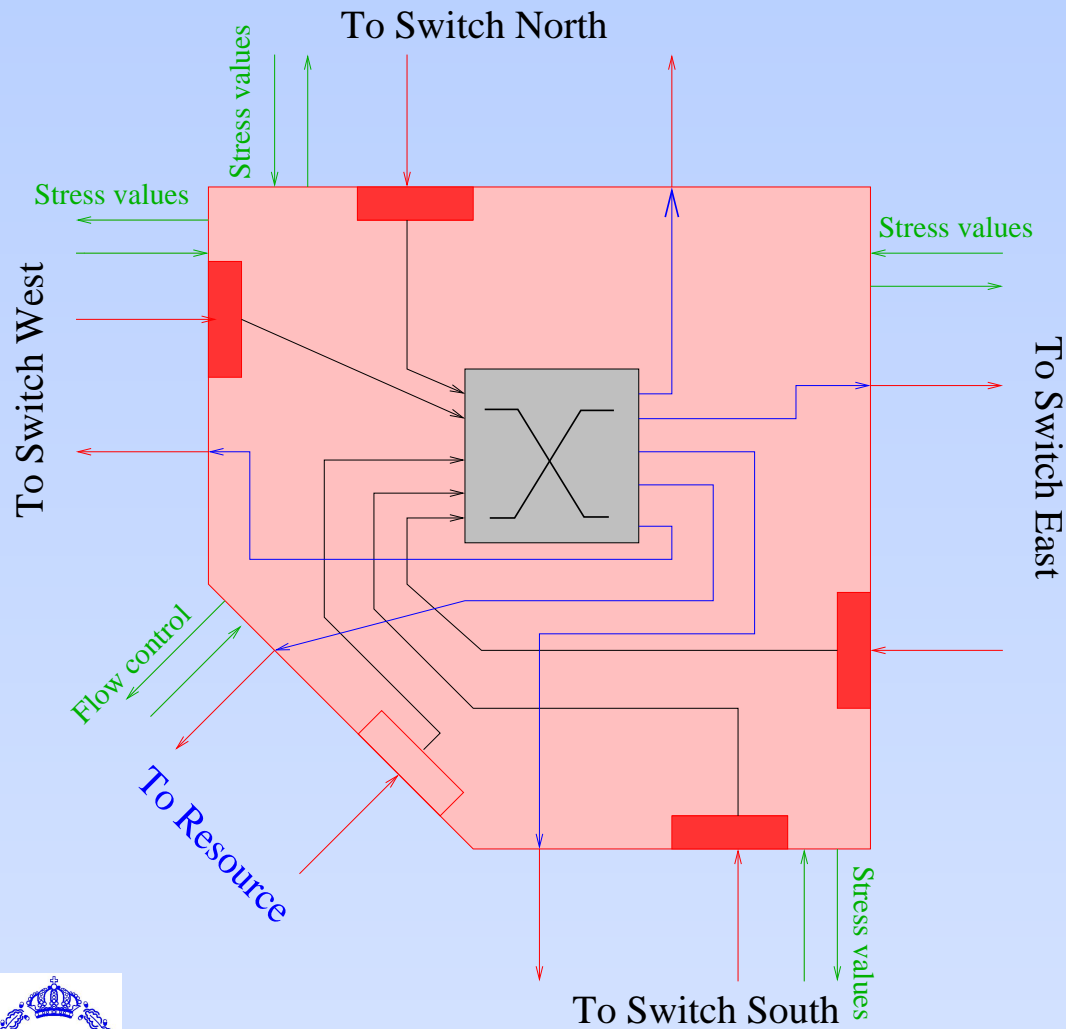 To Switch North
Stress values
Stress values
Stress values
To Switch West
To Switch East
Flow control
To Resource
Stress values
To Switch South